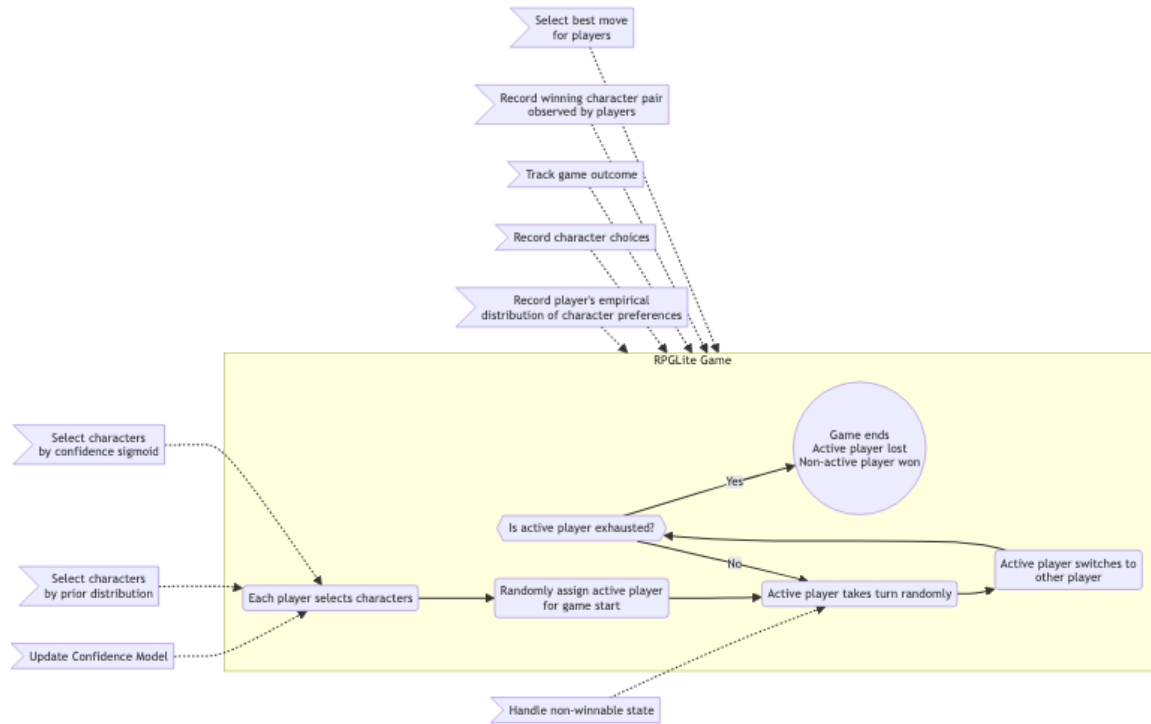 Select best move
for players
Record winning character pair
observed by players
Track game outcome
Record character choices
Record player's empirical
distribution of character preferences
RPGLite Game
Select characters
by confidence sigmoid
Game ends
Active player lost
Non-active player won
Yes
Is active player exhausted?
No
Active player switches to
other player
Select characters
by prior distribution
Each player selects characters
Randomly assign active player
for game start
Active player takes turn randomly
Update Confidence Model
Handle non-winnable state